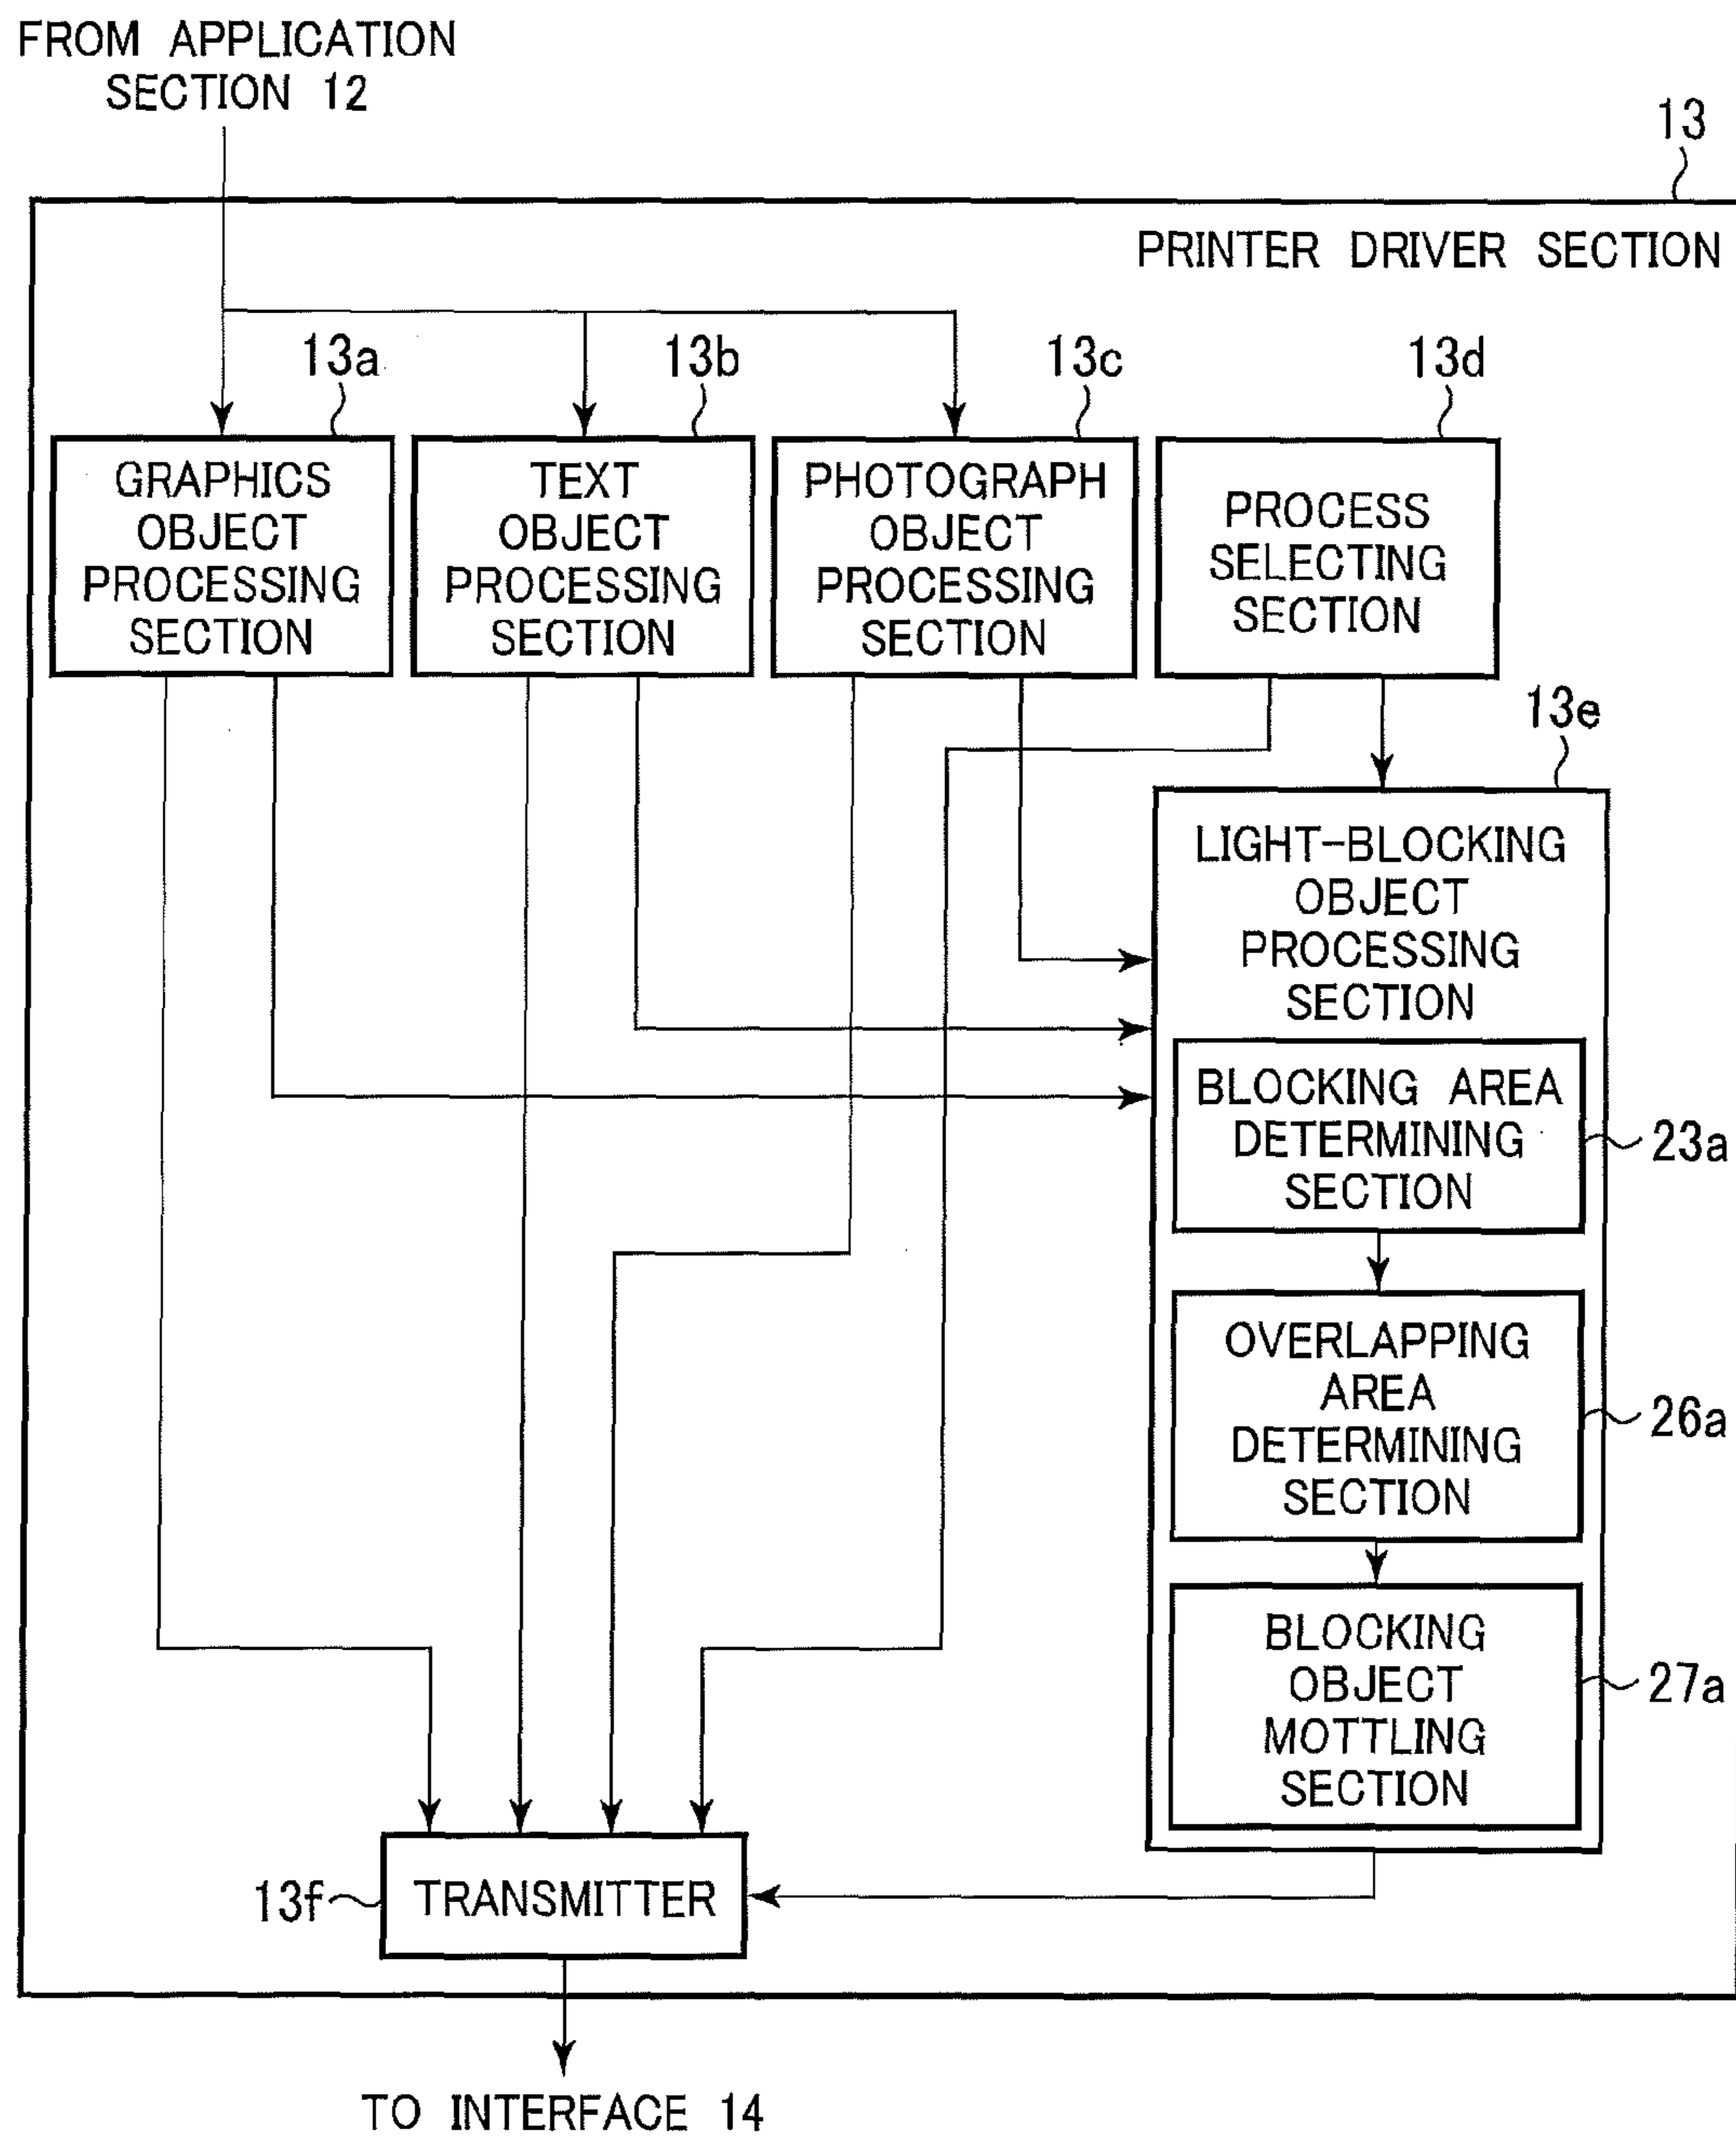 FROM APPLICATION
SECTION 12
13
PRINTER DRIVER SECTION
13a
13b
13c
13d
GRAPHICS
OBJECT
PROCESSING
SECTION
TEXT
OBJECT
PROCESSING
SECTION
PHOTOGRAPH
OBJECT
PROCESSING
SECTION
PROCESS
SELECTING
SECTION
13e
LIGHT-BLOCKING
OBJECT
PROCESSING
SECTION
BLOCKING AREA
DETERMINING
SECTION
23a
OVERLAPPING
AREA
DETERMINING
SECTION
26a
BLOCKING
OBJECT
MOTTLING
SECTION
27a
13f
TRANSMITTER
TO INTERFACE 14